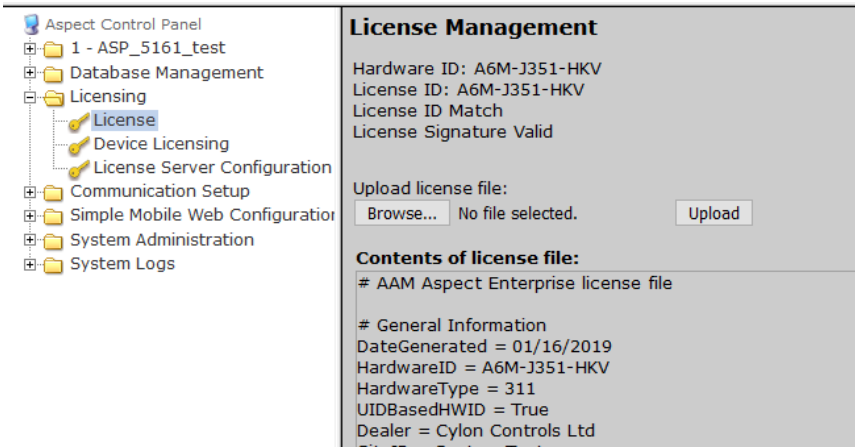 Aspect Control Panel
1 - ASP_5161_test
Database Management
Licensing
License
Device Licensing
License Server Configuration
Communication Setup
Simple Mobile Web Configuration
System Administration
System Logs
License Management
Hardware ID: A6M-J351-HKV
License ID: A6M-J351-HKV
License ID Match
License Signature Valid
Upload license file:
Browse... No file selected. Upload
Contents of license file:
# AAM Aspect Enterprise license file
# General Information
DateGenerated = 01/16/2019
HardwareID = A6M-J351-HKV
HardwareType = 311
UIDBasedHWID = True
Dealer = Cylon Controls Ltd